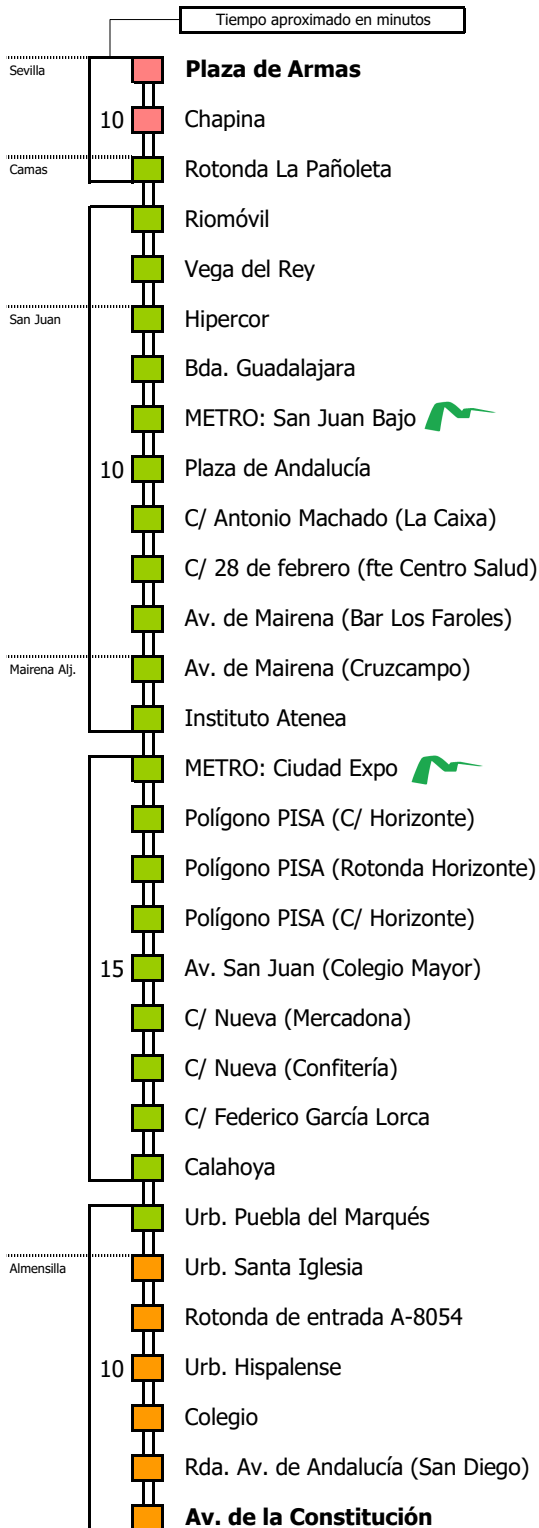 Tiempo aproximado en minutos
Sevilla
Plaza de Armas
10
Chapina
Camas
Rotonda La Pañoleta
Riomóvil
Vega del Rey
San Juan
Hipercor
Bda. Guadalajara
METRO: San Juan Bajo
10
Plaza de Andalucía
C/ Antonio Machado (La Caixa)
C/ 28 de febrero (fte Centro Salud)
Av. de Mairena (Bar Los Faroles)
Mairena Alj.
Av. de Mairena (Cruzcampo)
Instituto Atenea
METRO: Ciudad Expo
Polígono PISA (C/ Horizonte)
Polígono PISA (Rotonda Horizonte)
Polígono PISA (C/ Horizonte)
15
Av. San Juan (Colegio Mayor)
C/ Nueva (Mercadona)
C/ Nueva (Confitería)
C/ Federico García Lorca
Calahoya
Urb. Puebla del Marqués
Almensilla
Urb. Santa Iglesia
Rotonda de entrada A-8054
10
Urb. Hispalense
Colegio
Rda. Av. de Andalucía (San Diego)
Av. de la Constitución